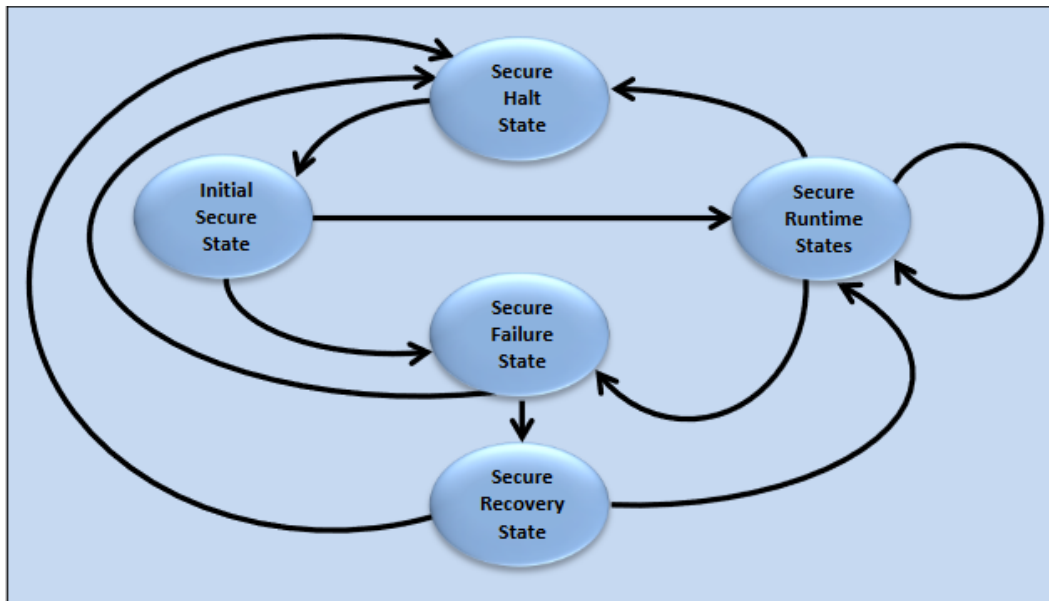 Secure
Halt
State
Initial
Secure
State
Secure
Runtime
States
Secure
Failure
State
Secure
Recovery
State